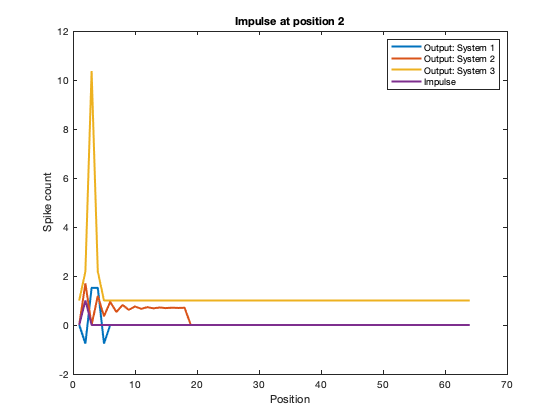 Impulse at position 2
Output: System 1
Output: System 2
Output: System 3
Impulse
12
10
8
6
4
2
0
-2
Spike count
0 10 20 30 40 50 60 70
Position